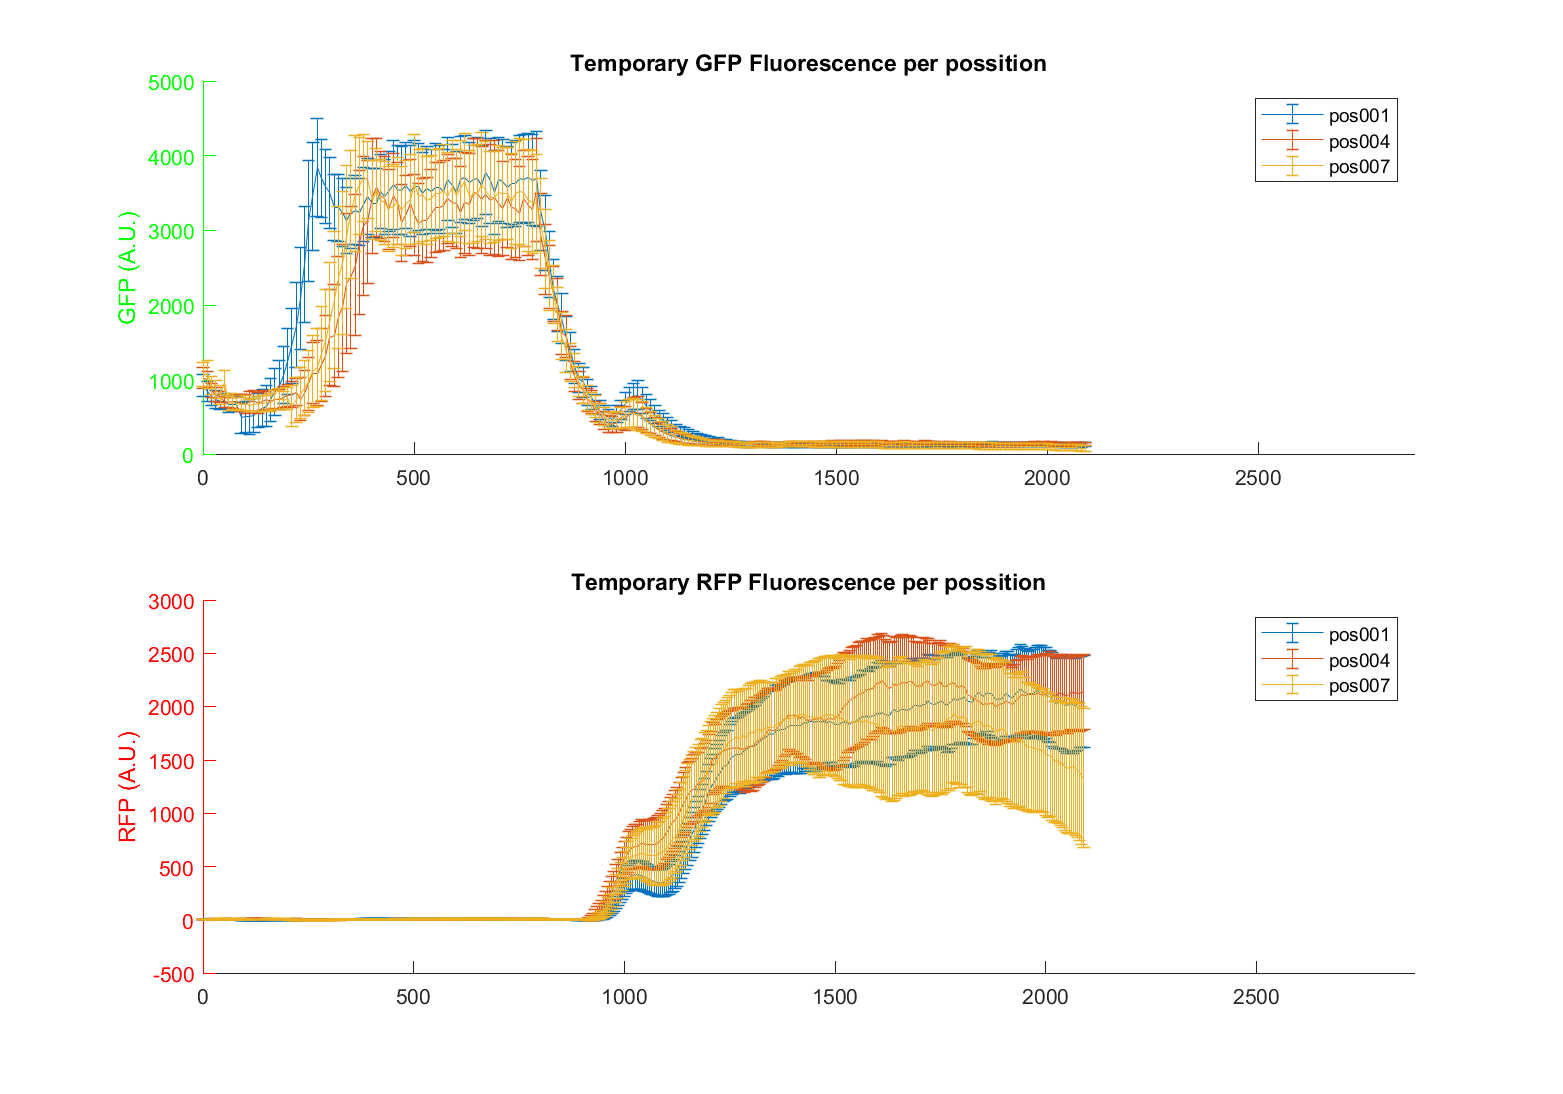 Temporary GFP Fluorescence per possition
GFP (A.U.)
5000
4000
3000
2000
1000
0
0 500 1000 1500 2000 2500
pos001
pos004
pos007
Temporary RFP Fluorescence per possition
RFP (A.U.)
3000
2500
2000
1500
1000
500
0
-500
0 500 1000 1500 2000 2500
pos001
pos004
pos007